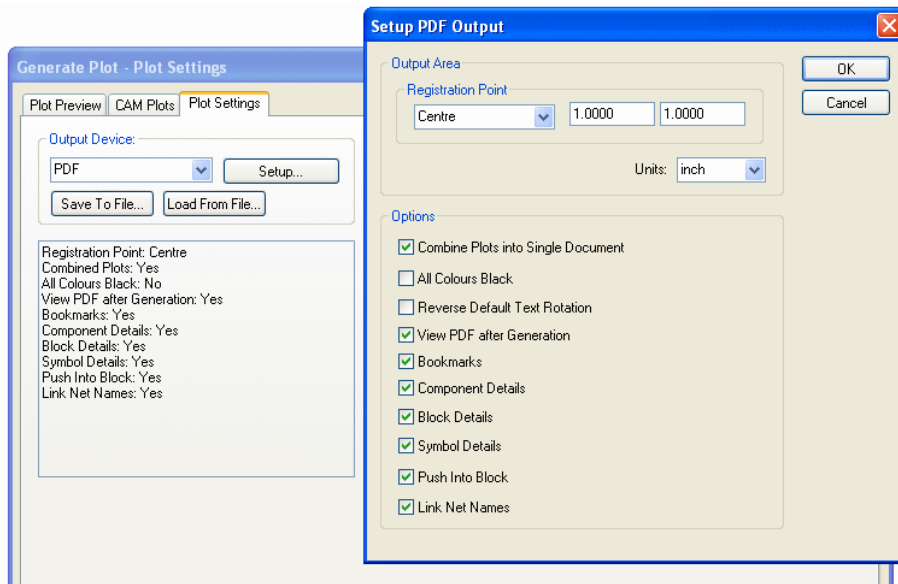 Generate Plot - Plot Settings
Plot Preview
CAM Plots
Plot Settings
Output Device:
PDF
Setup...
Save To File...
Load From File...
Registration Point: Centre
Combined Plots: Yes
All Colours Black: No
View PDF after Generation: Yes
Bookmarks: Yes
Component Details: Yes
Block Details: Yes
Symbol Details: Yes
Push Into Block: Yes
Link Net Names: Yes
Setup PDF Output
Output Area
Registration Point
Centre
1.0000
1.0000
Units:
inch
OK
Cancel
Options
Combine Plots into Single Document
All Colours Black
Reverse Default Text Rotation
View PDF after Generation
Bookmarks
Component Details
Block Details
Symbol Details
Push Into Block
Link Net Names